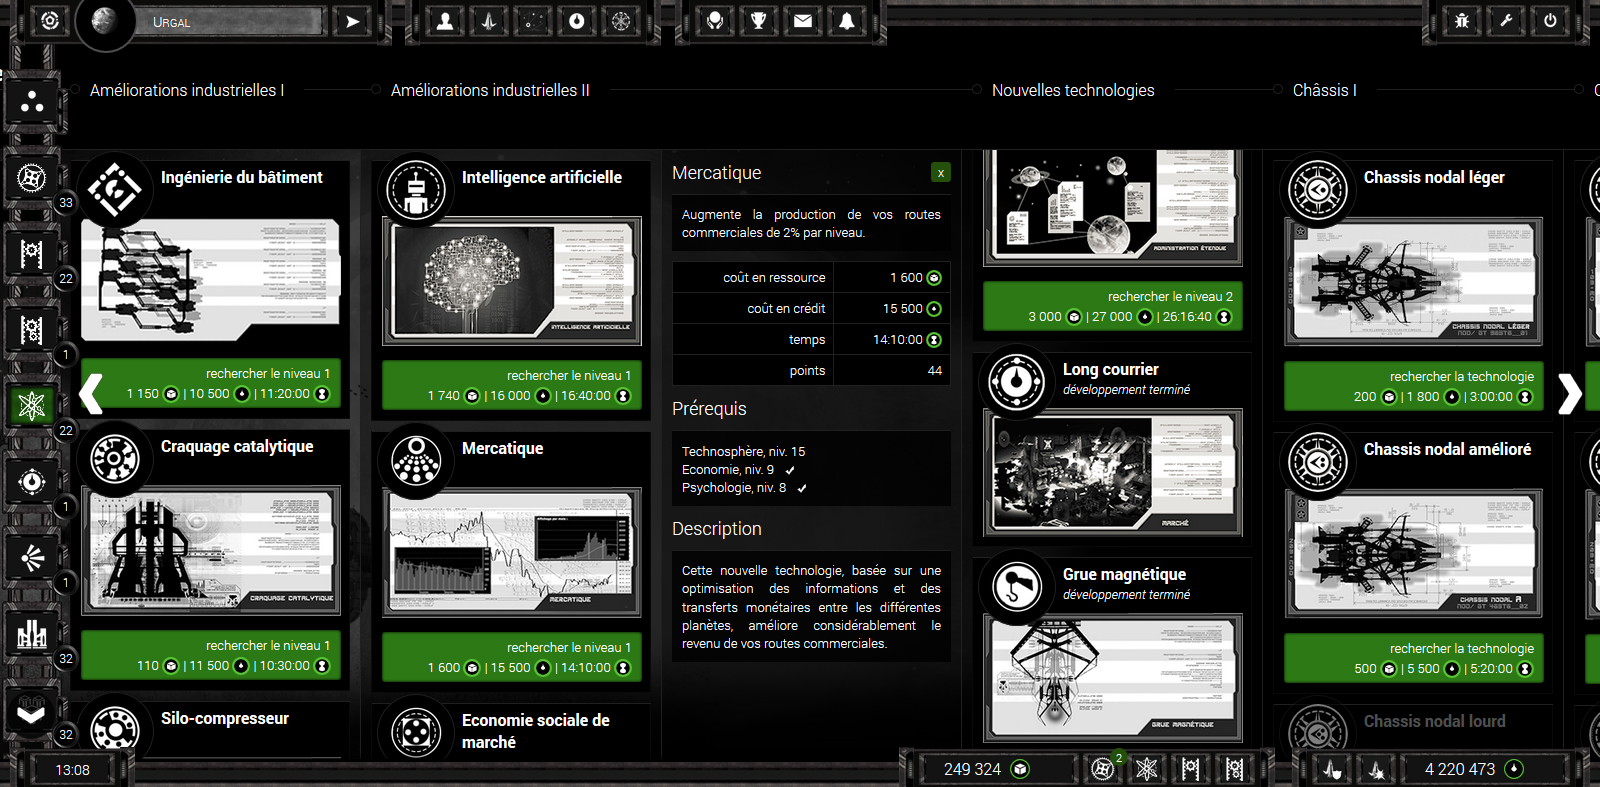 Urgal
Améliorations industrielles I
Améliorations industrielles II
Nouvelles technologies
Châssis I
33
22
1
22
1
1
32
32
Ingénierie du bâtiment
rechercher le niveau 1
1 150 | 10 500 | 11:20:00
Craquage catalytique
CRAQUAGE CATALYTIQUE
rechercher le niveau 1
110 | 11 500 | 10:30:00
Silo-compresseur
Intelligence artificielle
INTELLIGENCE ARTIFICIELLE
rechercher le niveau 1
1 740 | 16 000 | 16:40:00
Mercatique
MERCATIQUE
rechercher le niveau 1
1 600 | 15 500 | 14:10:00
Economie sociale de
marché
Mercatique
x
Augmente la production de vos routes
commerciales de 2% par niveau.
coût en ressource 1 600
coût en crédit 15 500
temps 14:10:00
points 44
Prérequis
Technosphère, niv. 15
Economie, niv. 9
Psychologie, niv. 8
Description
Cette nouvelle technologie, basée sur une
optimisation des informations et des
transferts monétaires entre les différentes
planètes, améliore considérablement le
revenu de vos routes commerciales.
ADMINISTRATION ÉTENDUE
rechercher le niveau 2
3 000 | 27 000 | 26:16:40
Long courrier
développement terminé
MARCHÉ
Grue magnétique
développement terminé
GRUE MAGNÉTIQUE
Chassis nodal léger
CHASSIS NODAL LÉGER
rechercher la technologie
200 | 1 800 | 3:00:00
Chassis nodal amélioré
CHASSIS NODAL A
rechercher la technologie
500 | 5 500 | 5:20:00
Chassis nodal lourd
13:08
249 324
2
4 220 473